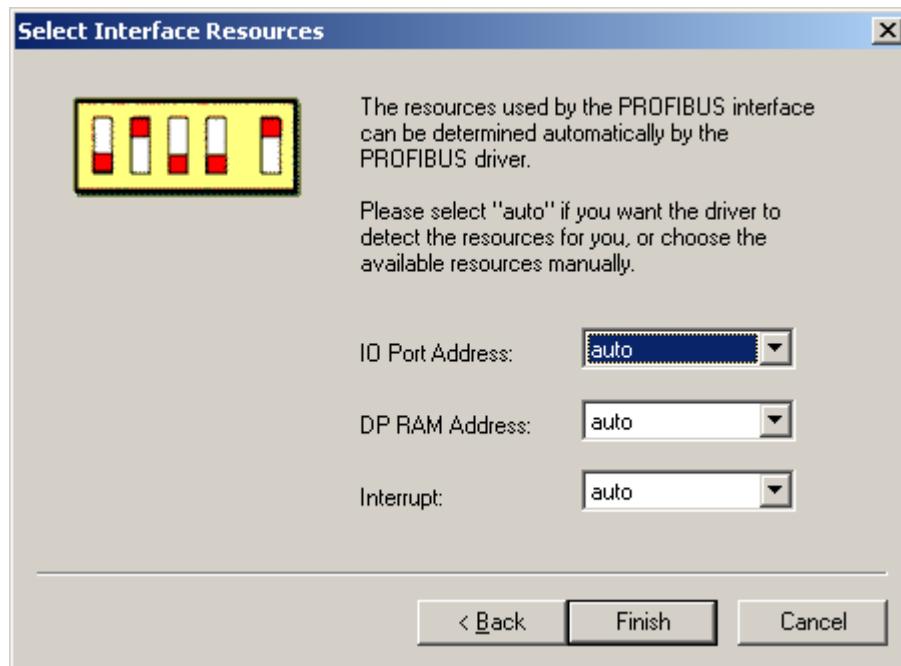 Select Interface Resources
The resources used by the PROFIBUS interface
can be determined automatically by the
PROFIBUS driver.
Please select "auto" if you want the driver to
detect the resources for you, or choose the
available resources manually.
IO Port Address: auto
DP RAM Address: auto
Interrupt: auto
< Back Finish Cancel